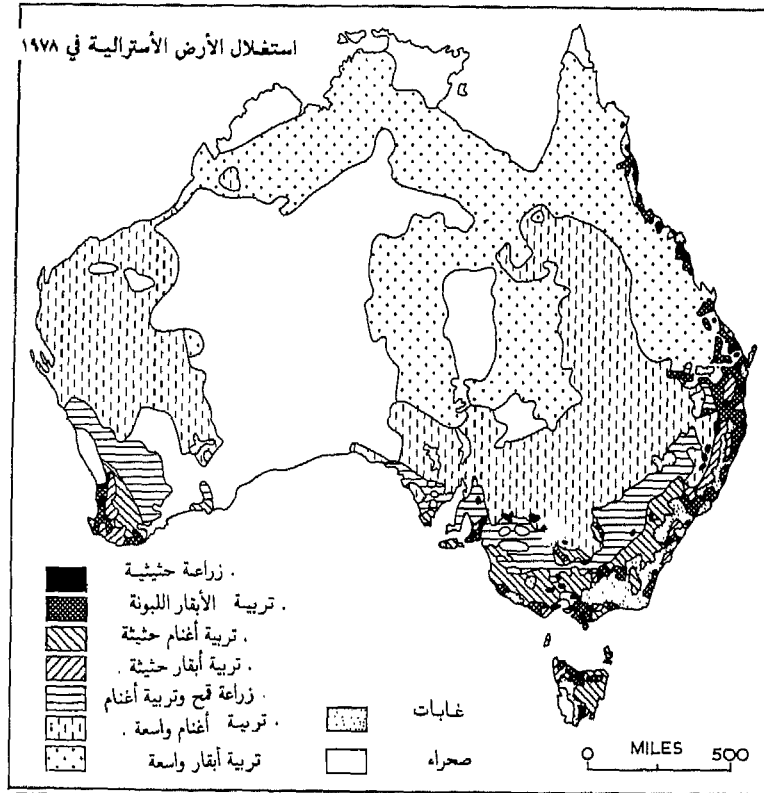 استغلال الأرض الأسترالية في ١٩٧٨
. زراعة حثيثية
. تربية الأبقار اللبونة
. تربية أغنام حثيثة
. تربية أبقار حثيثة .
. زراعة قمح وتربية أغنام
. تربية أغنام واسعة .
تربية أبقار واسعة
غابات
صحراء
0 MILES 500